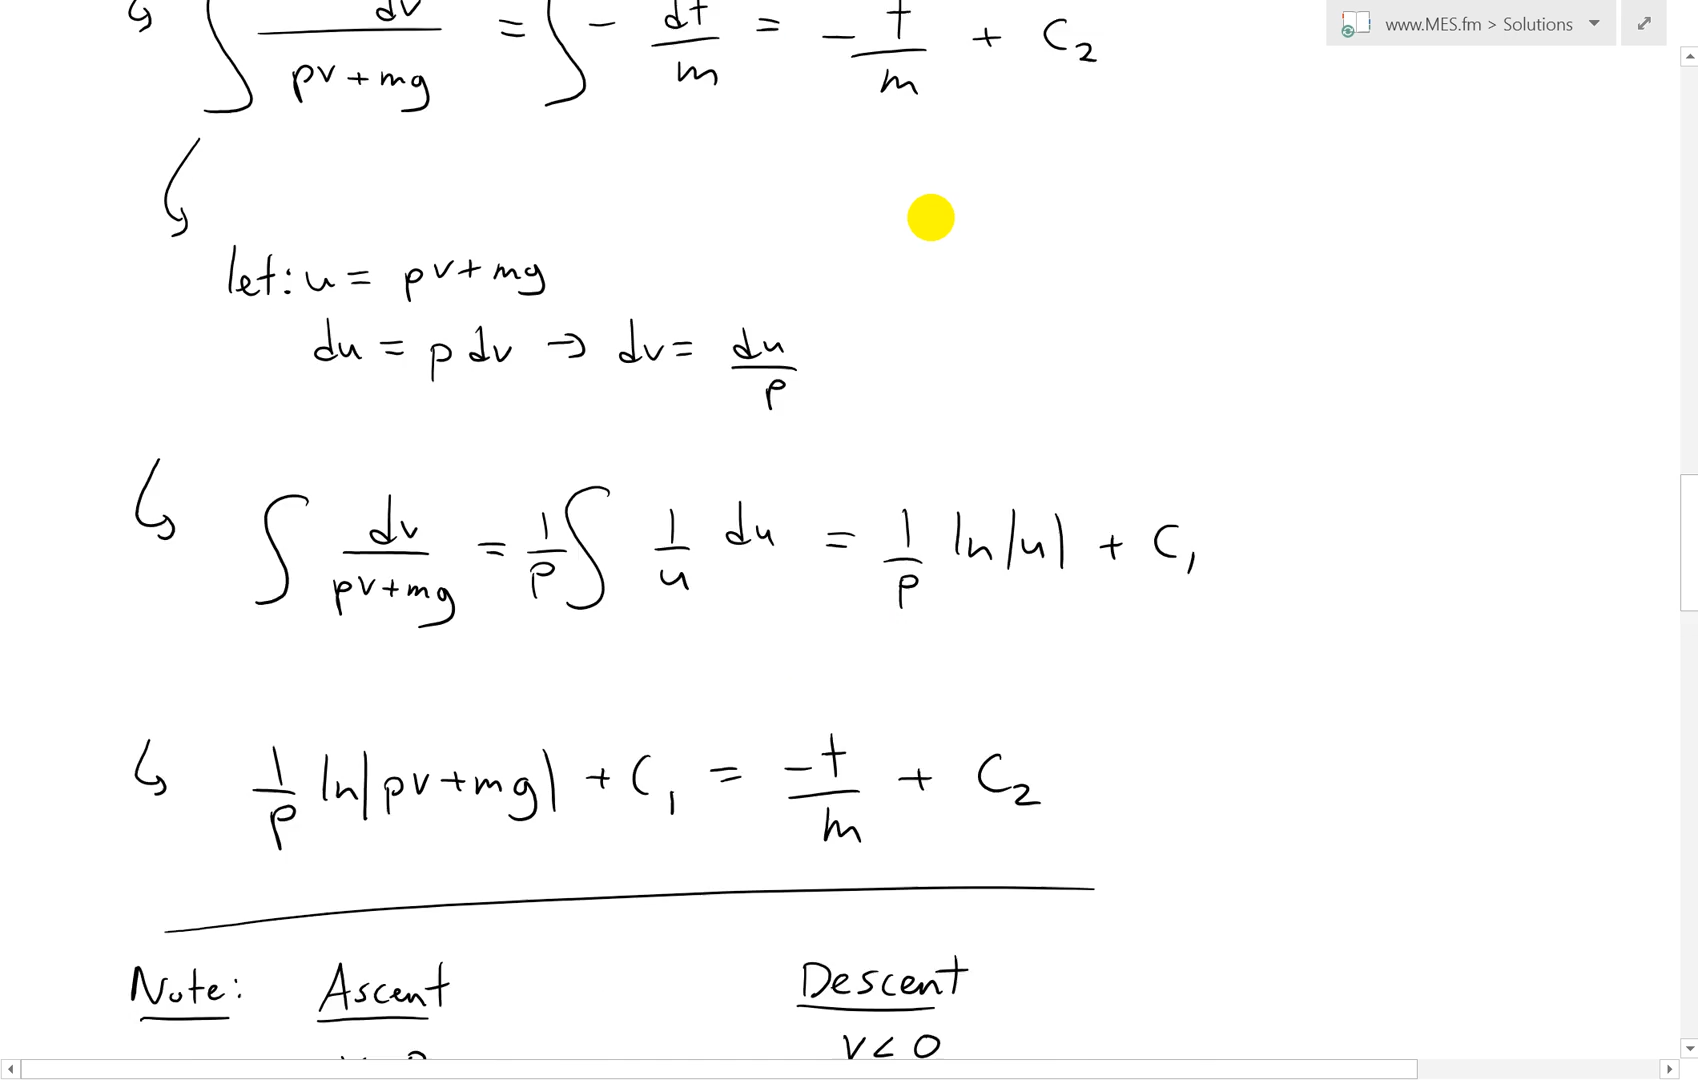 www.MES.fm > Solutions
∫ dv/(pv + mg) = ∫ - dt/m = - t/m + C₂
let: u = pv + mg
du = p dv → dv = du/p
∫ dv/(pv + mg) = 1/p ∫ 1/u du = 1/p ln|u| + C₁
1/p ln|pv + mg| + C₁ = -t/m + C₂
Note: Ascent Descent
v < 0